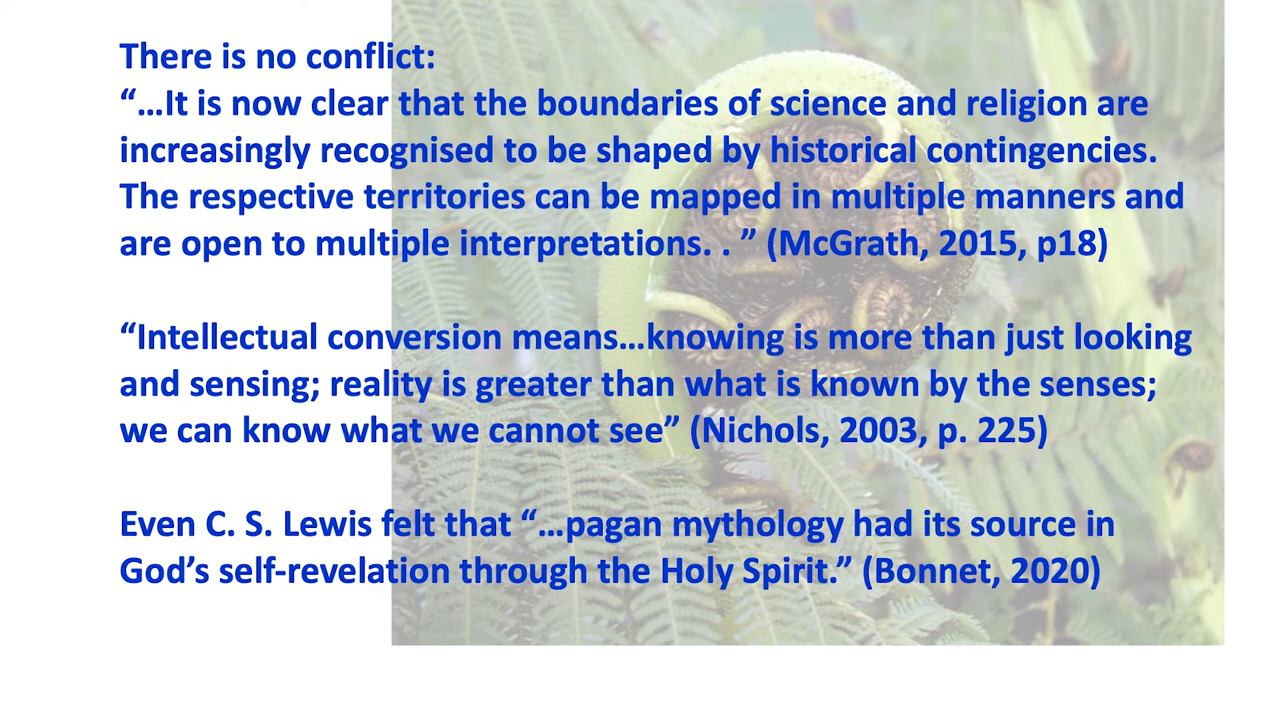 There is no conflict:
“…It is now clear that the boundaries of science and religion are
increasingly recognised to be shaped by historical contingencies.
The respective territories can be mapped in multiple manners and
are open to multiple interpretations. . ” (McGrath, 2015, p18)
“Intellectual conversion means…knowing is more than just looking
and sensing; reality is greater than what is known by the senses;
we can know what we cannot see” (Nichols, 2003, p. 225)
Even C. S. Lewis felt that “…pagan mythology had its source in
God’s self-revelation through the Holy Spirit.” (Bonnet, 2020)